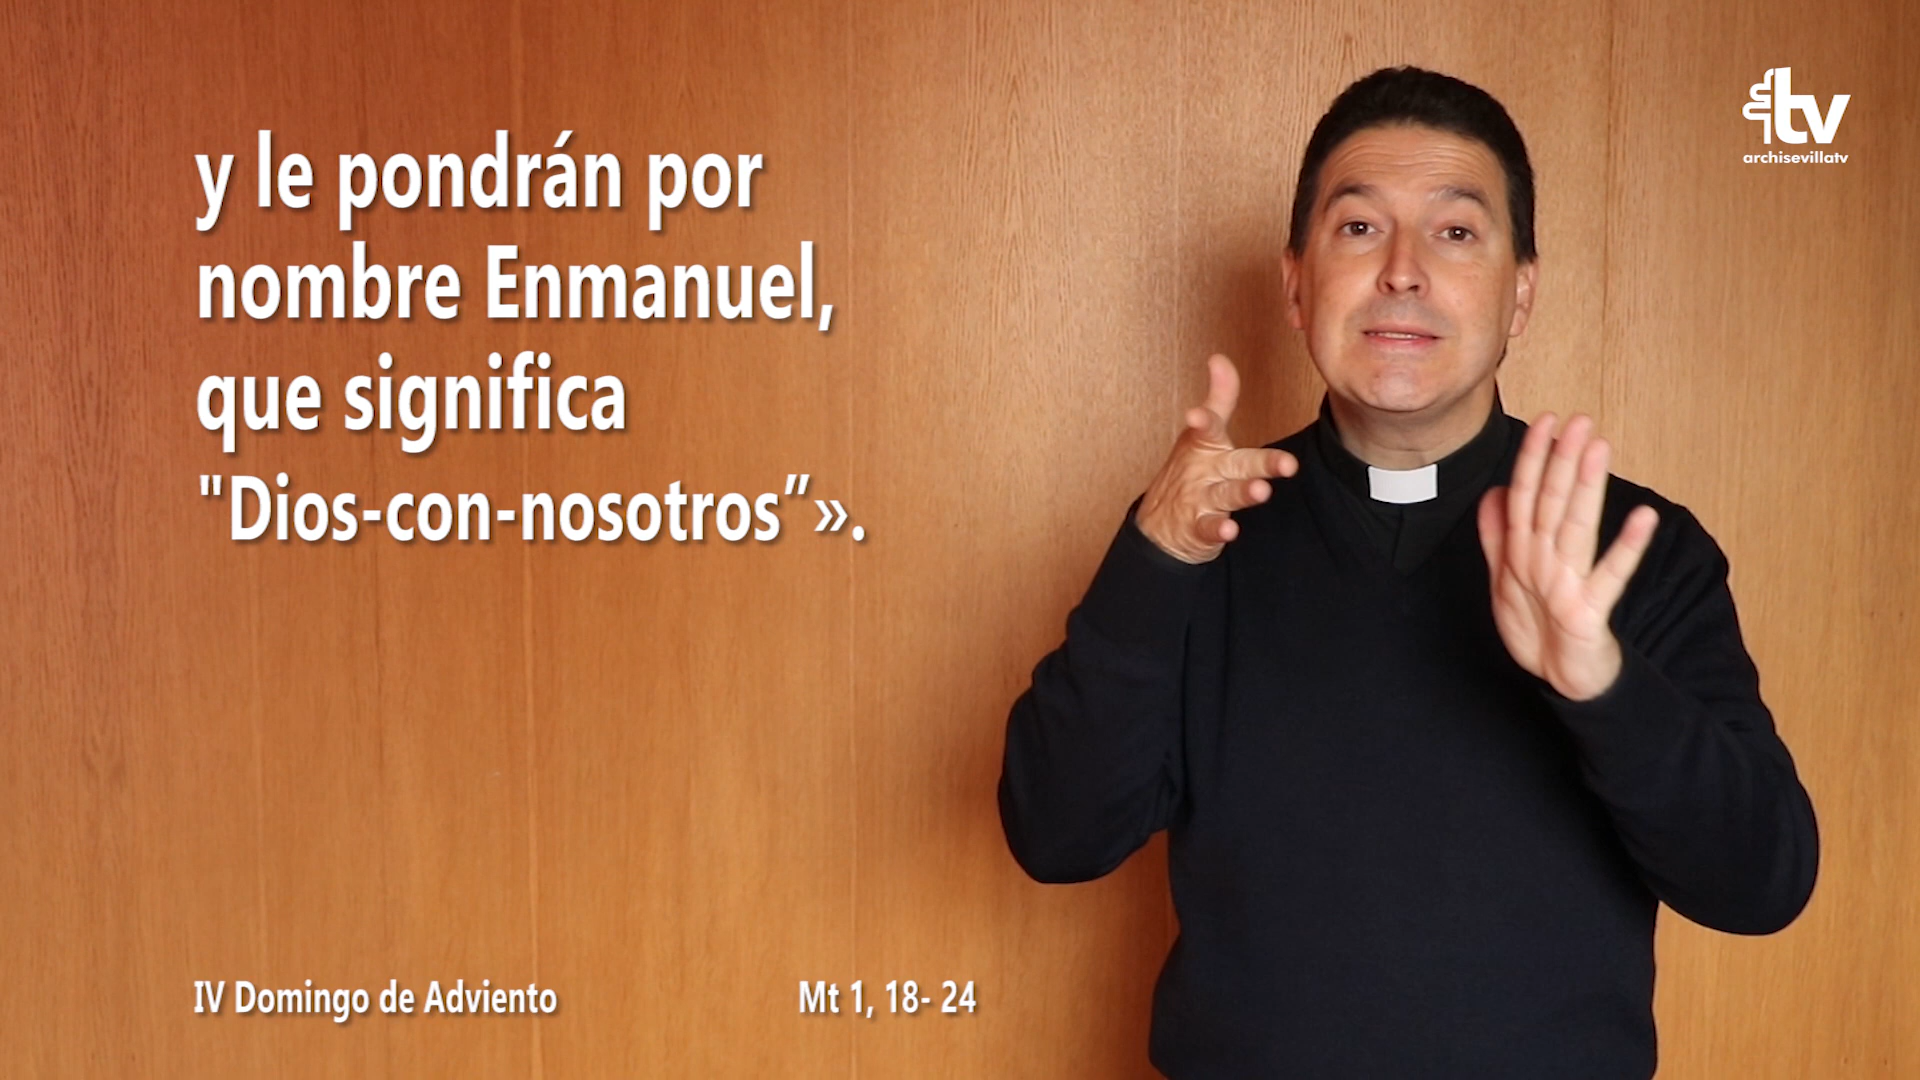 y le pondrán por
nombre Enmanuel,
que significa
"Dios-con-nosotros”».
IV Domingo de Adviento
Mt 1, 18- 24
tv
archisevillatv